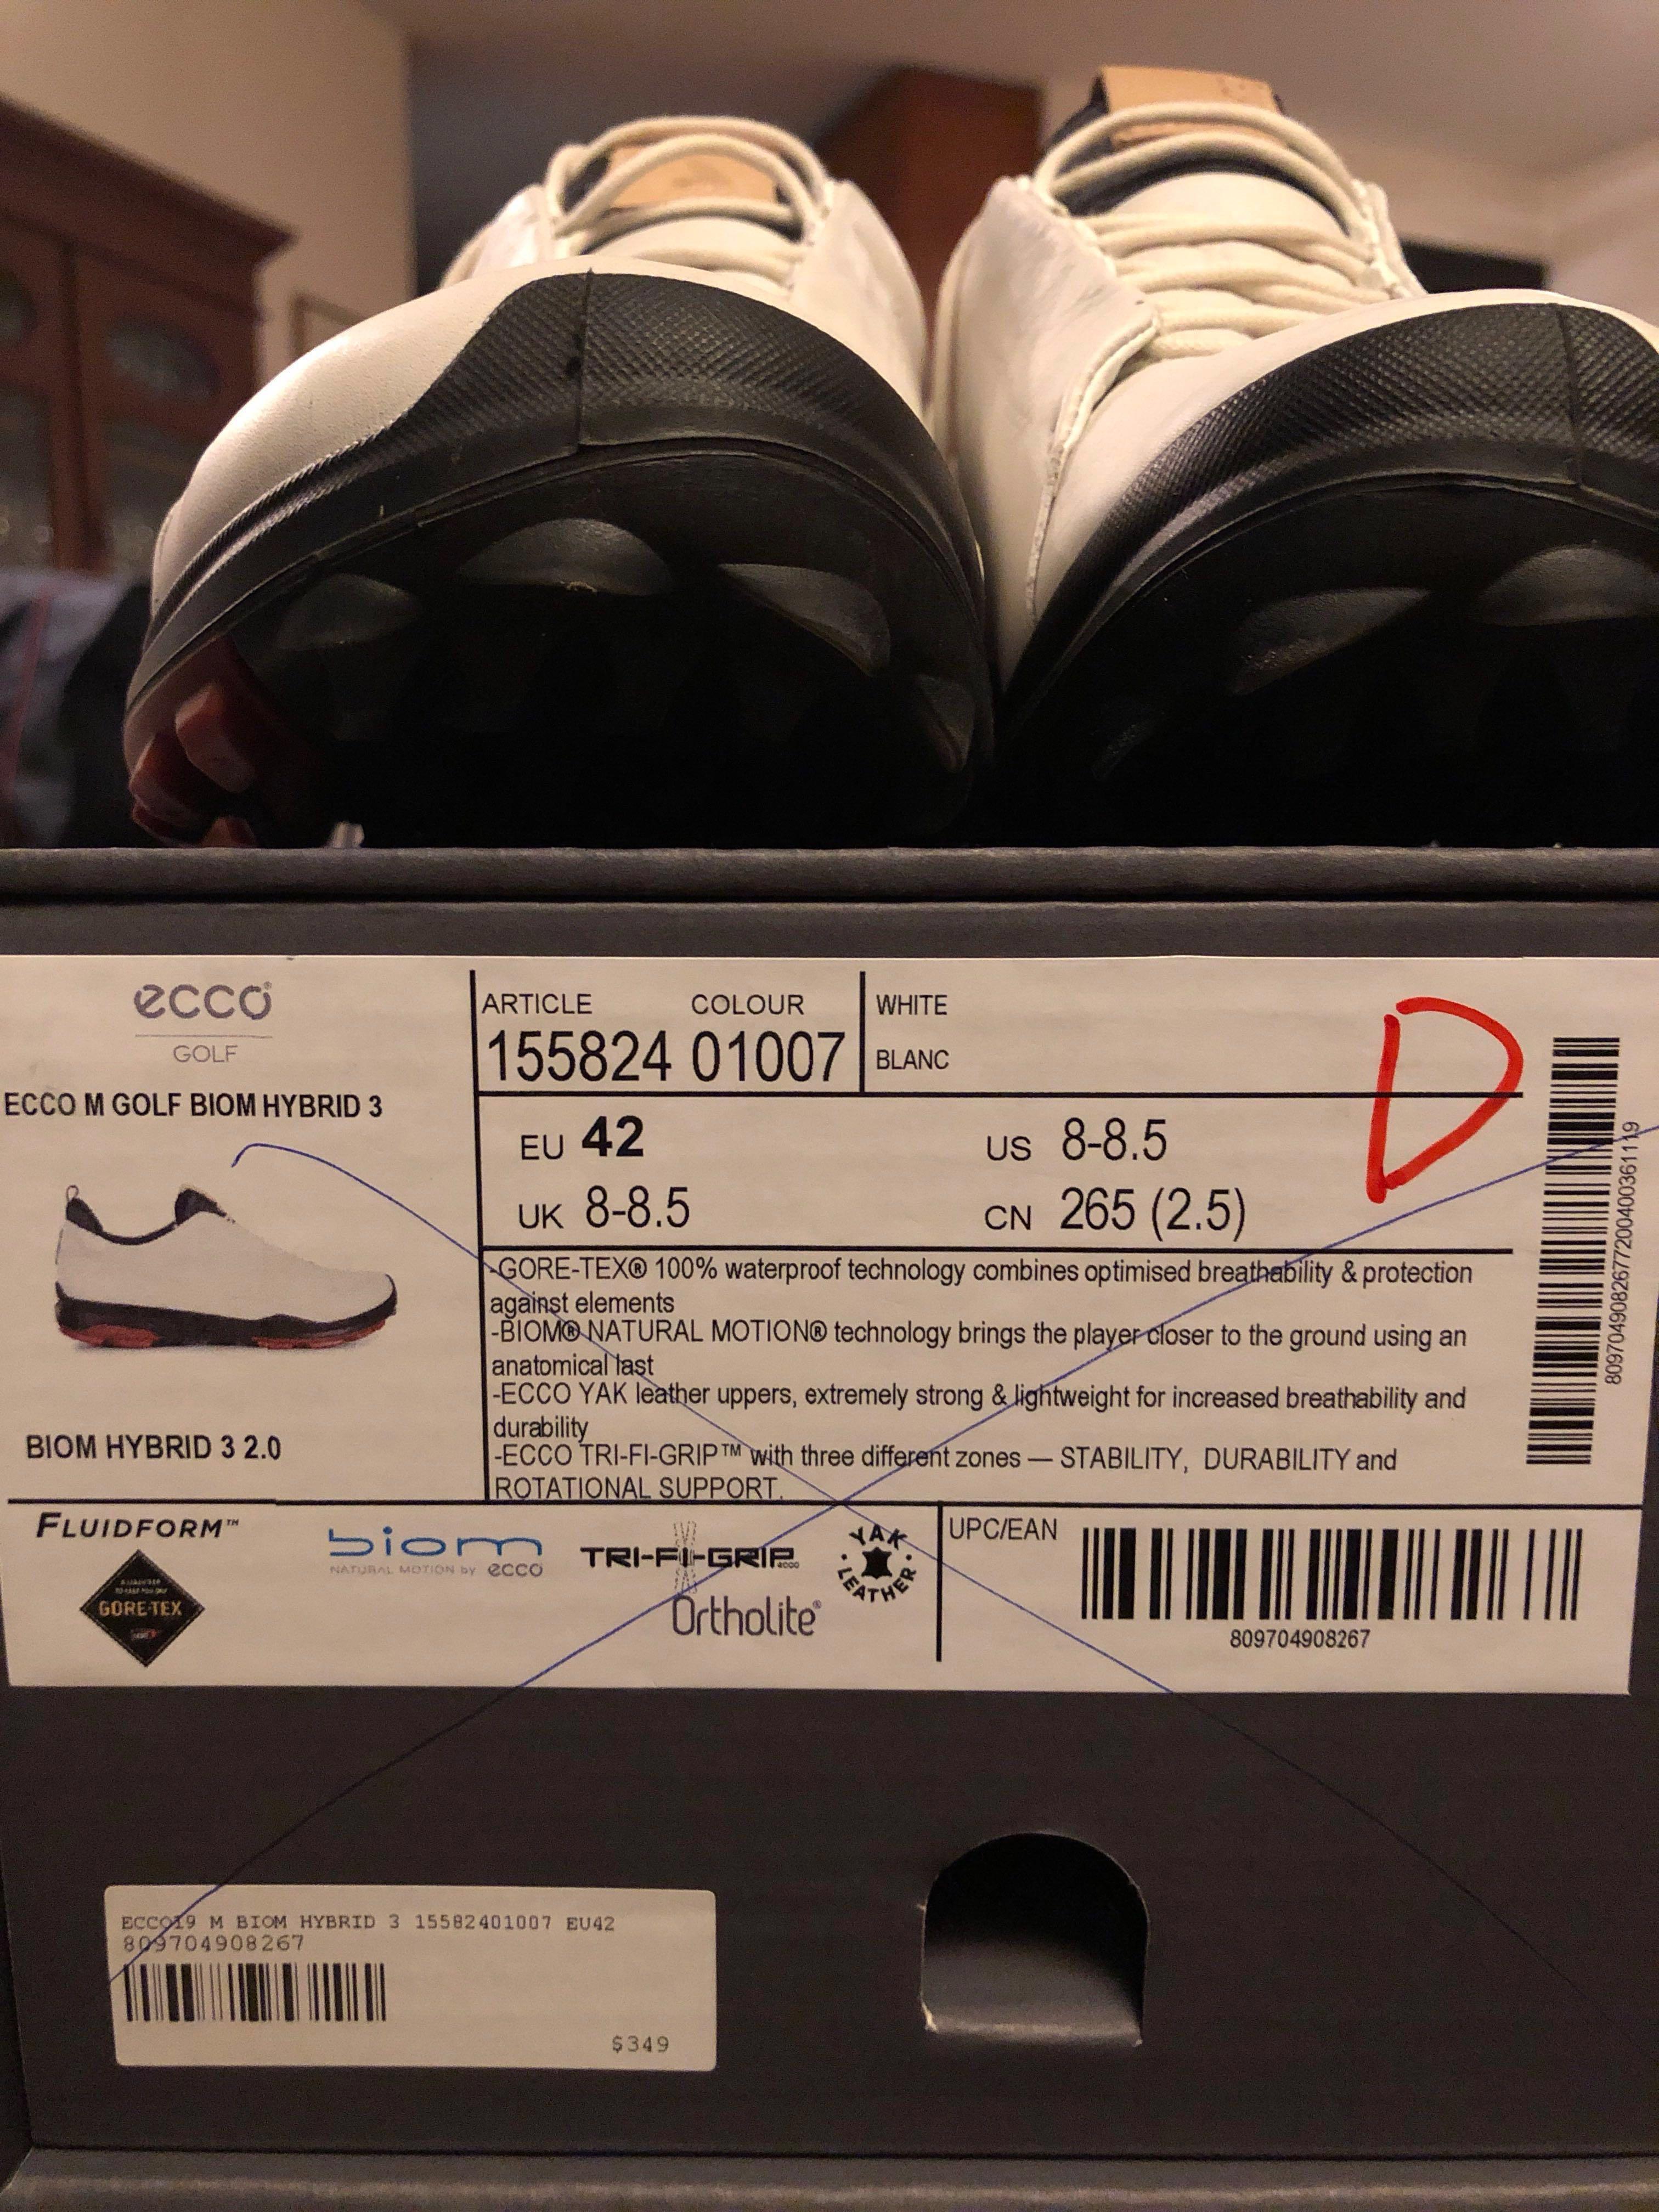 ecco®
GOLF
ECCO M GOLF BIOM HYBRID 3
BIOM HYBRID 3 2.0
ARTICLE COLOUR
155824 01007
WHITE
BLANC
D
EU 42
US 8-8.5
UK 8-8.5
CN 265 (2.5)
-GORE-TEX® 100% waterproof technology combines optimised breathability & protection
against elements
-BIOM® NATURAL MOTION® technology brings the player closer to the ground using an
anatomical last
-ECCO YAK leather uppers, extremely strong & lightweight for increased breathability and
durability
-ECCO TRI-FI-GRIP™ with three different zones — STABILITY, DURABILITY and
ROTATIONAL SUPPORT.
8097049082677200400361119
FLUIDFORM™
GORE-TEX
biom
NATURAL MOTION by ecco
TRI-FI-GRIP
Ortholite®
YAK
LEATHER
UPC/EAN
809704908267
ECCO19 M BIOM HYBRID 3 15582401007 EU42
809704908267
$349